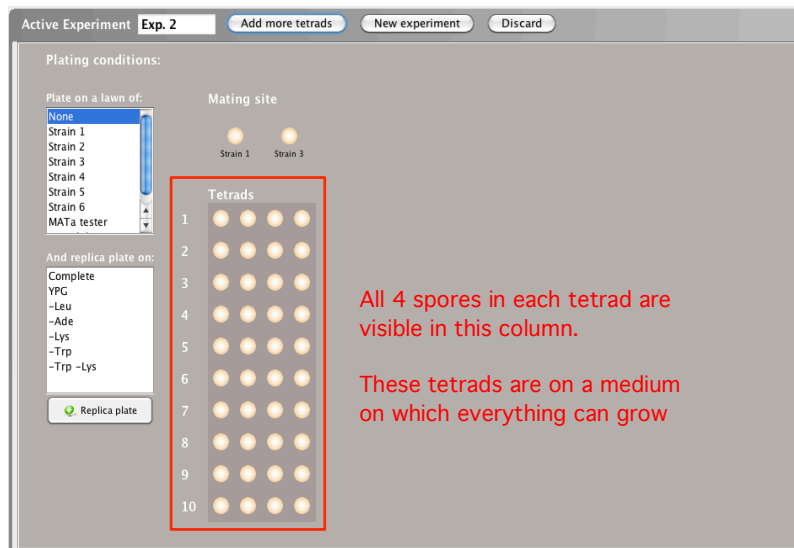 Active Experiment Exp. 2 Add more tetrads New experiment Discard
Plating conditions:
Plate on a lawn of:
None
Strain 1
Strain 2
Strain 3
Strain 4
Strain 5
Strain 6
MATa tester
Mating site
Strain 1 Strain 3
And replica plate on:
Complete
YPG
-Leu
-Ade
-Lys
-Trp
-Trp -Lys
Replica plate
Tetrads
1
2
3
4
5
6
7
8
9
10
All 4 spores in each tetrad are
visible in this column.
These tetrads are on a medium
on which everything can grow